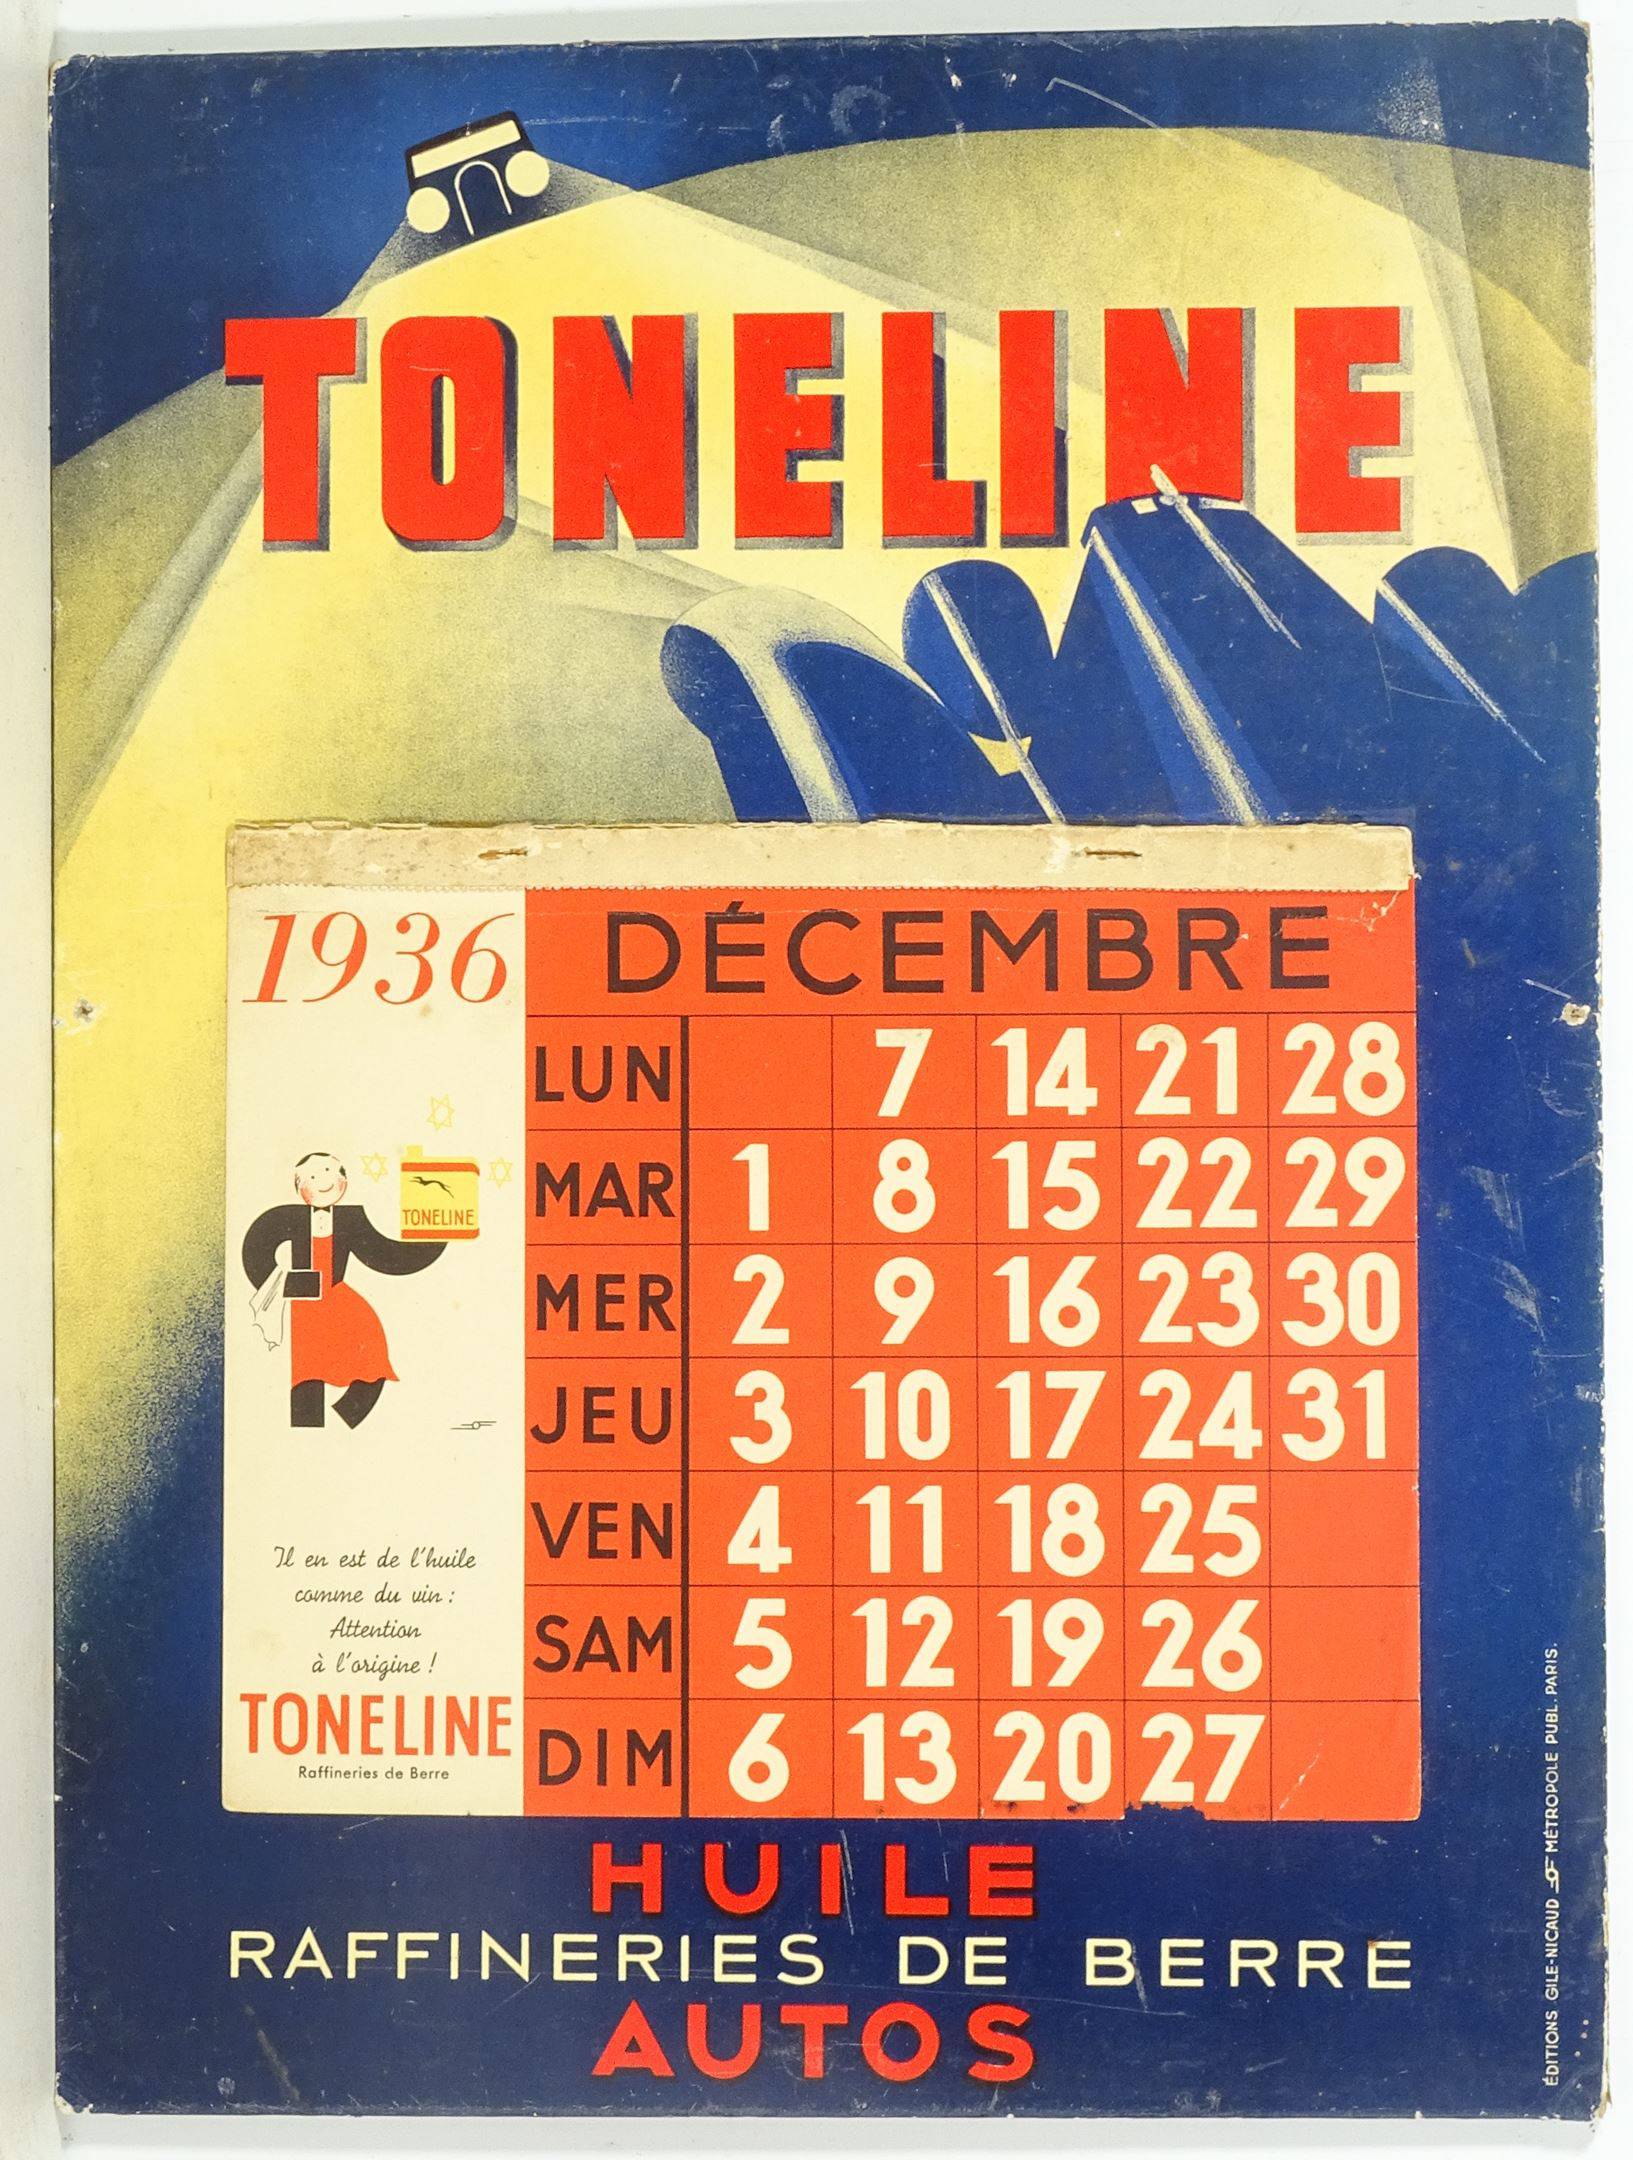 TONELINE
1936 DÉCEMBRE
LUN 7 14 21 28
MAR 1 8 15 22 29
MER 2 9 16 23 30
JEU 3 10 17 24 31
VEN 4 11 18 25
SAM 5 12 19 26
DIM 6 13 20 27
TONELINE
Il en est de l'huile
comme du vin :
Attention
à l'origine !
TONELINE
Raffineries de Berre
HUILE
RAFFINERIES DE BERRE
AUTOS
ÉDITIONS GILE-NICAUD MÉTROPOLE PUBL. PARIS.